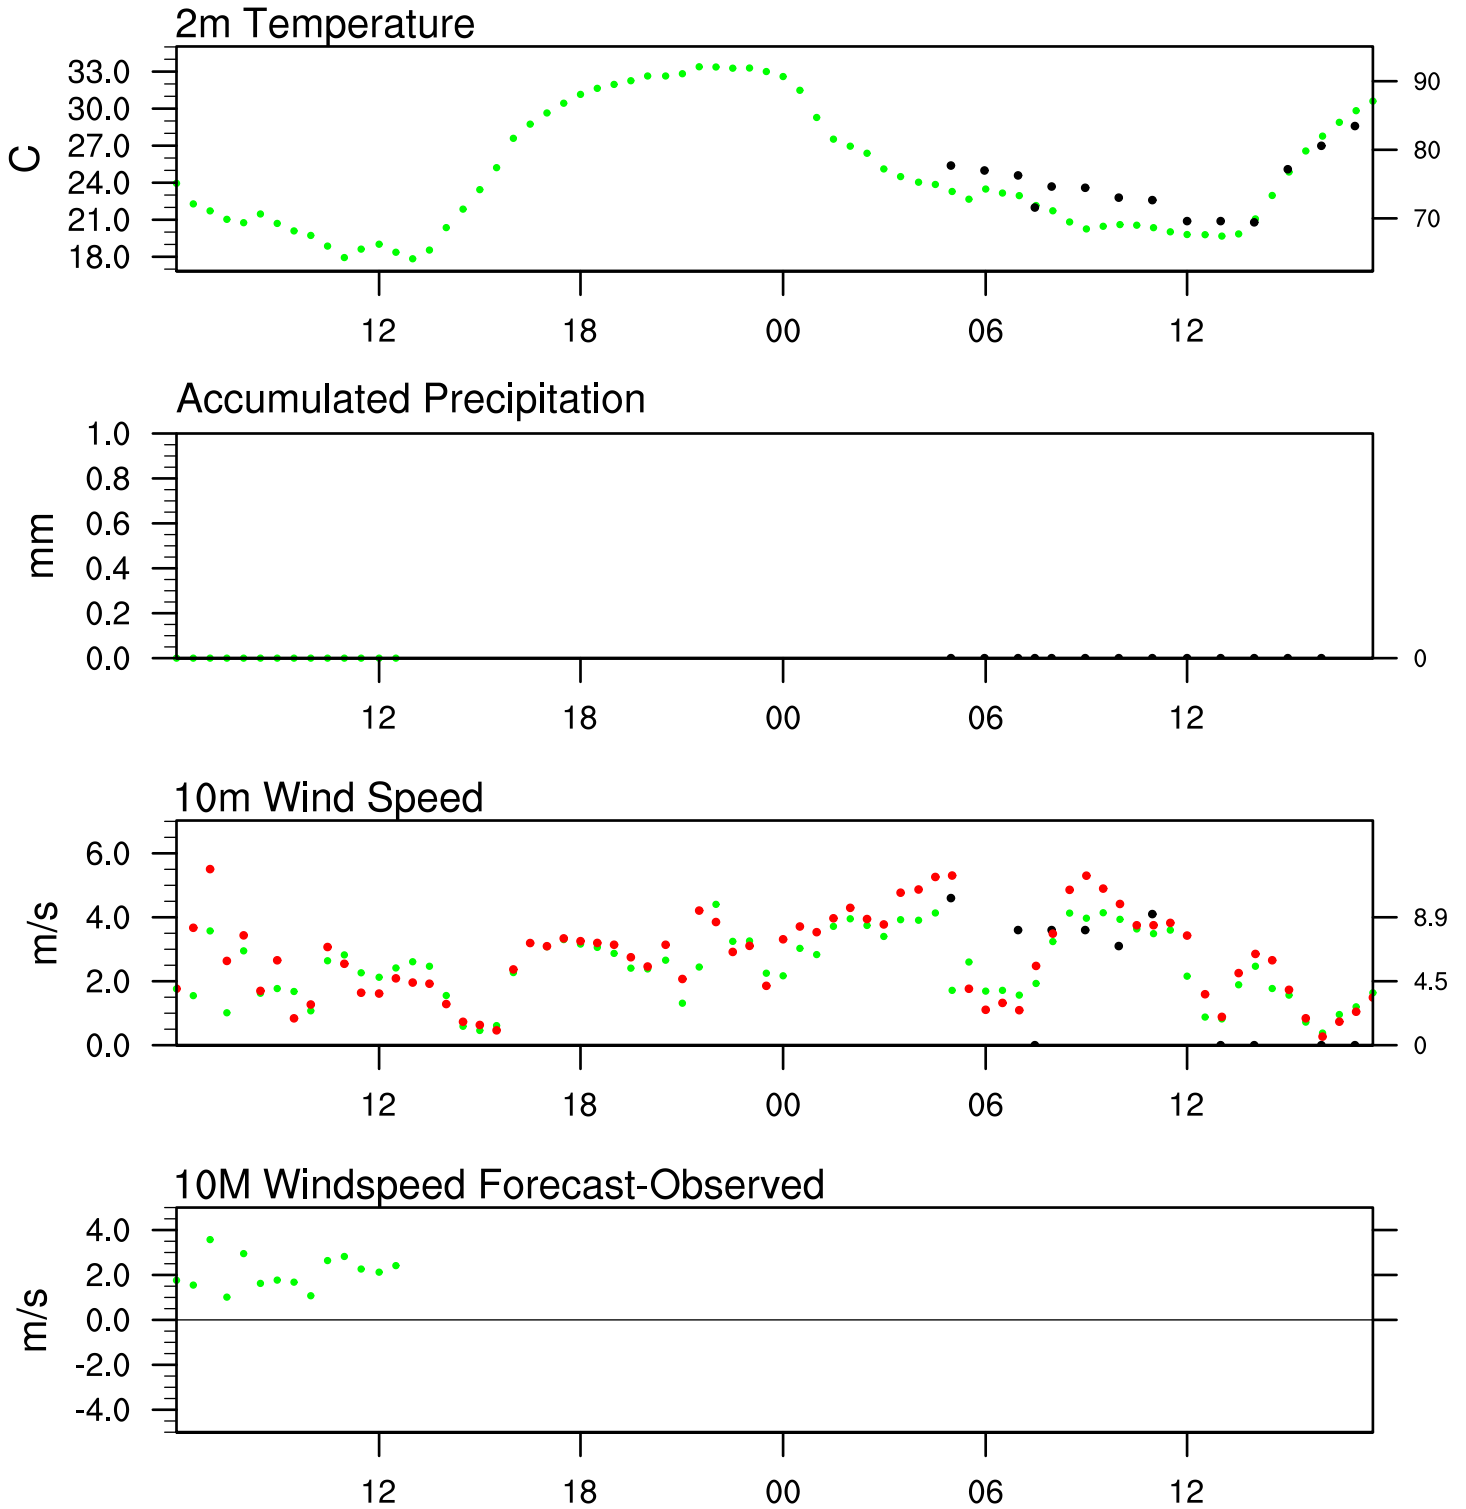 2m Temperature
33.0
90
30.0
C
27.0
80
24.0
21.0
70
18.0
12 18 00 06 12
Accumulated Precipitation
1.0
0.8
0.6
mm
0.4
0.2
0.0
0
12 18 00 06 12
10m Wind Speed
6.0
4.0
8.9
m/s
2.0
4.5
0.0
0
12 18 00 06 12
10M Windspeed Forecast-Observed
4.0
2.0
m/s
0.0
-2.0
-4.0
12 18 00 06 12